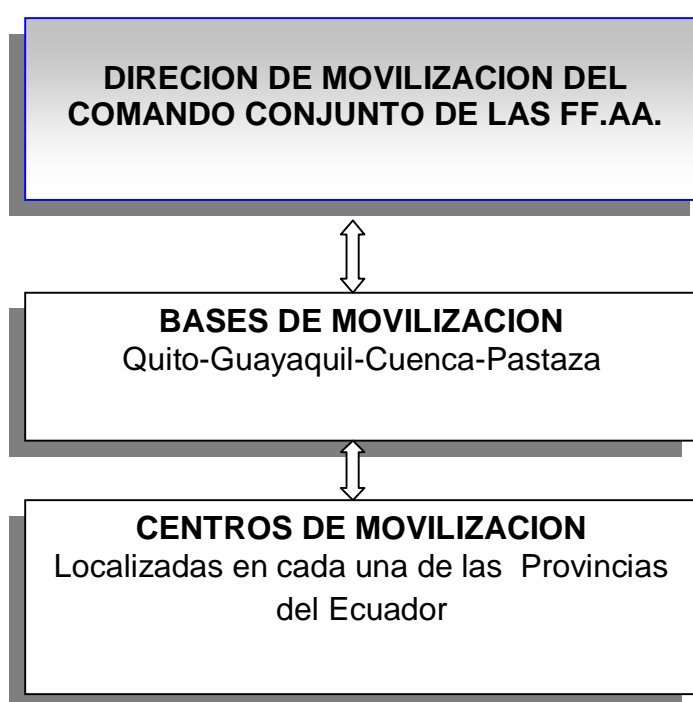 DIRECION DE MOVILIZACION DEL
COMANDO CONJUNTO DE LAS FF.AA.
BASES DE MOVILIZACION
Quito-Guayaquil-Cuenca-Pastaza
CENTROS DE MOVILIZACION
Localizadas en cada una de las Provincias
del Ecuador